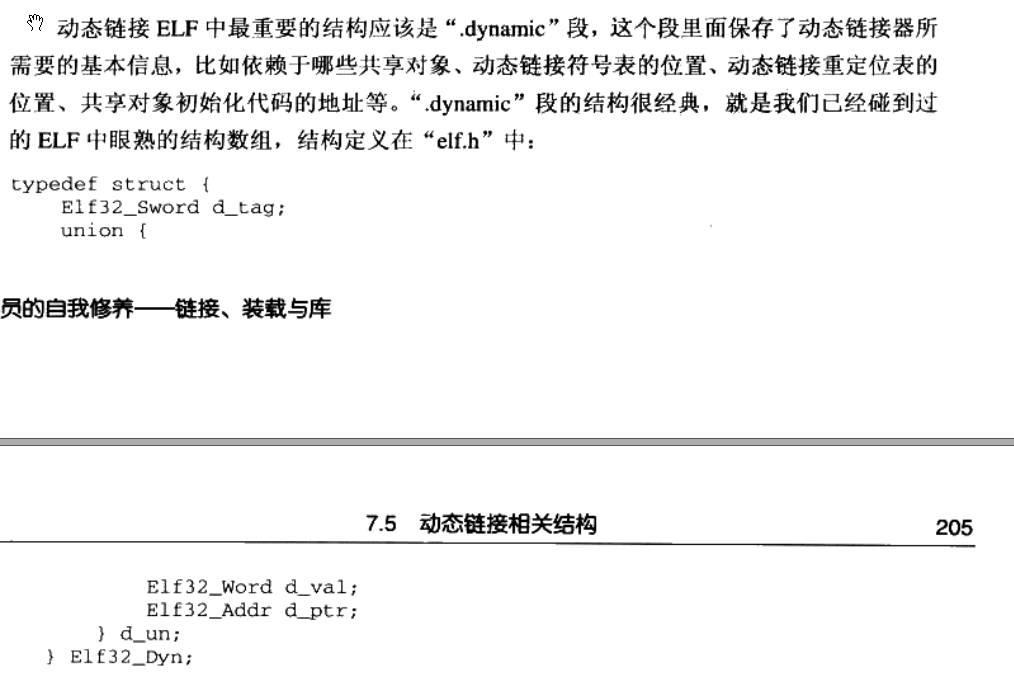 动态链接 ELF 中最重要的结构应该是“.dynamic”段，这个段里面保存了动态链接器所
需要的基本信息，比如依赖于哪些共享对象、动态链接符号表的位置、动态链接重定位表的
位置、共享对象初始化代码的地址等。“.dynamic”段的结构很经典，就是我们已经碰到过
的 ELF 中眼熟的结构数组，结构定义在“elf.h”中：
typedef struct {
    Elf32_Sword d_tag;
    union {
员的自我修养——链接、装载与库
7.5 动态链接相关结构 205
        Elf32_Word d_val;
        Elf32_Addr d_ptr;
    } d_un;
} Elf32_Dyn;